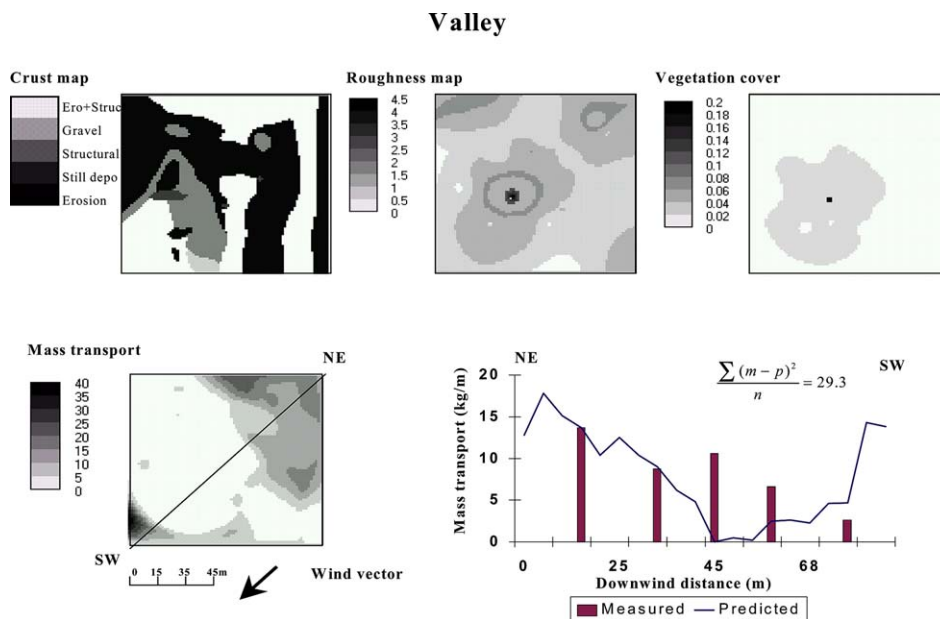 Valley
Crust map
Ero+Struc
Gravel
Structural
Still depo
Erosion
Roughness map
4.5
4
3.5
3
2.5
2
1.5
1
0.5
0
Vegetation cover
0.2
0.18
0.16
0.14
0.12
0.1
0.08
0.06
0.04
0.02
0
Mass transport
40
35
30
25
20
15
10
5
0
NE
SW
0 15 35 45m
Wind vector
NE
SW
∑ (m − p)² / n = 29.3
Mass transport (kg/m)
20
15
10
5
0
0 25 45 68
Downwind distance (m)
Measured Predicted